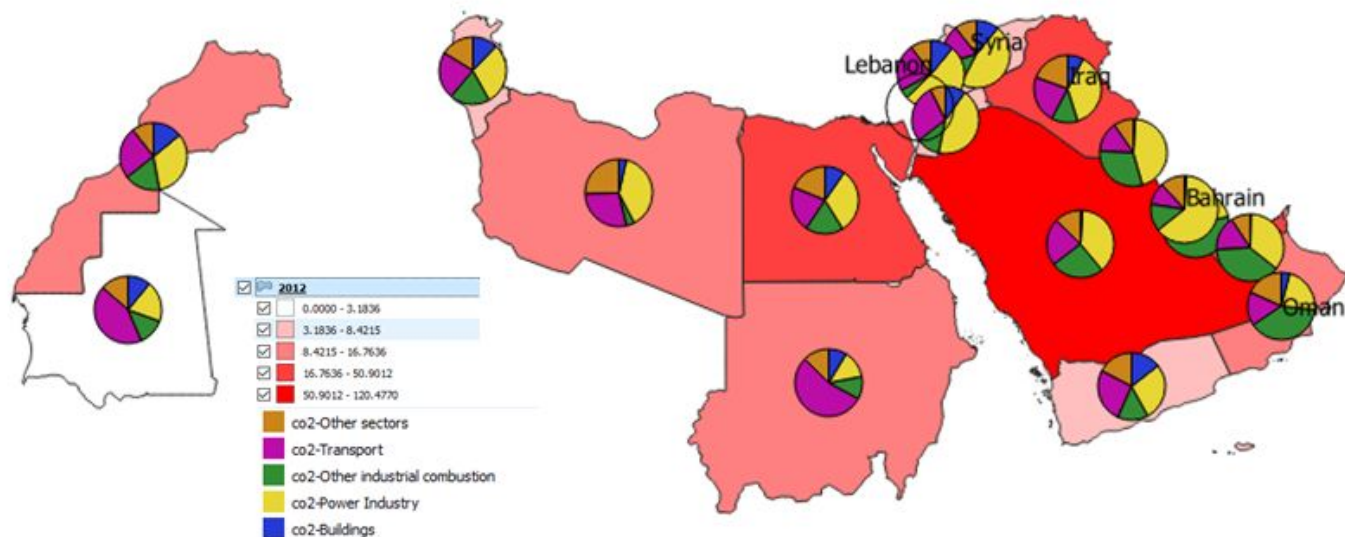 Syria
Lebanon
Iraq
Bahrain
Oman
2012
0.0000 - 3.1836
3.1836 - 8.4215
8.4215 - 16.7636
16.7636 - 50.9012
50.9012 - 120.4770
co2-Other sectors
co2-Transport
co2-Other industrial combustion
co2-Power Industry
co2-Buildings